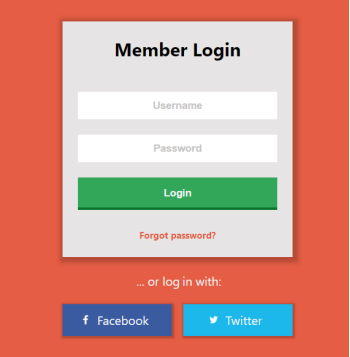 Member Login
Username
Password
Login
Forgot password?
... or log in with:
Facebook
Twitter